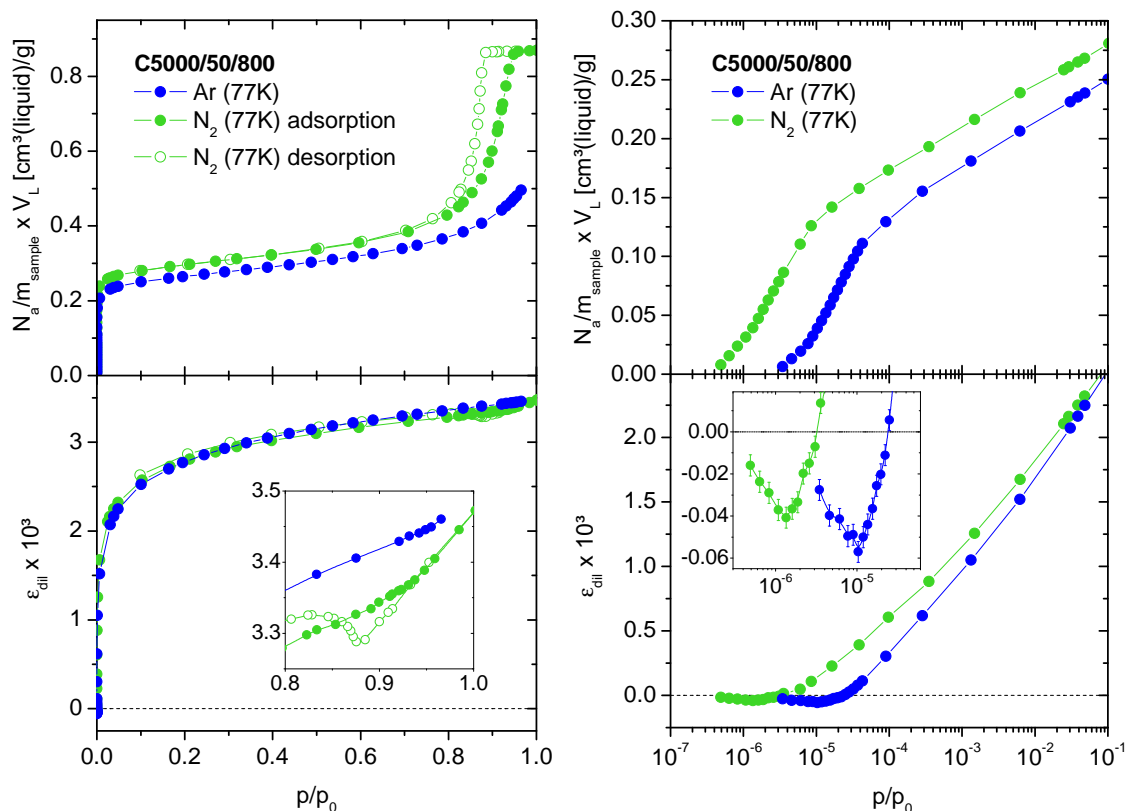 C5000/50/800
Ar (77K)
N₂ (77K) adsorption
N₂ (77K) desorption
Nₐ/m_sample x V_L [cm³(liquid)/g]
0.8
0.6
0.4
0.2
0.0
3.5
3.4
3.3
0.8 0.9 1.0
ε_dil x 10³
3
2
1
0
0.0 0.2 0.4 0.6 0.8 1.0
p/p₀
C5000/50/800
Ar (77K)
N₂ (77K)
Nₐ/m_sample x V_L [cm³(liquid)/g]
0.30
0.25
0.20
0.15
0.10
0.05
0.00
0.00
-0.02
-0.04
-0.06
10⁻⁶ 10⁻⁵
ε_dil x 10³
2.0
1.5
1.0
0.5
0.0
10⁻⁷ 10⁻⁶ 10⁻⁵ 10⁻⁴ 10⁻³ 10⁻² 10⁻¹
p/p₀